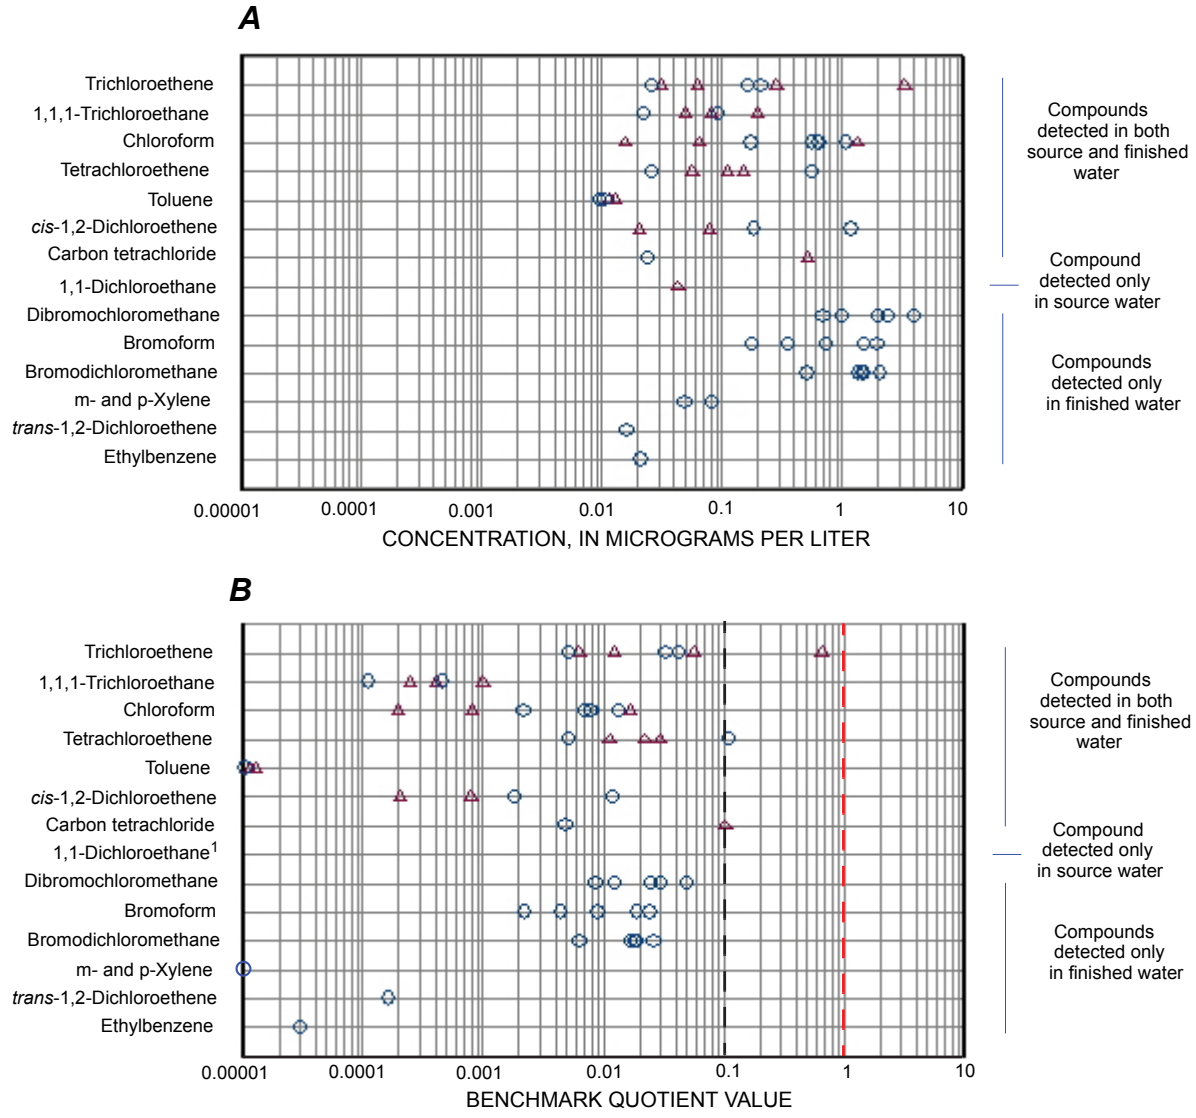 A
Trichloroethene
1,1,1-Trichloroethane
Chloroform
Tetrachloroethene
Toluene
cis-1,2-Dichloroethene
Carbon tetrachloride
1,1-Dichloroethane
Dibromochloromethane
Bromoform
Bromodichloromethane
m- and p-Xylene
trans-1,2-Dichloroethene
Ethylbenzene
Compounds
detected in both
source and finished
water
Compound
detected only
in source water
Compounds
detected only
in finished water
0.00001 0.0001 0.001 0.01 0.1 1 10
CONCENTRATION, IN MICROGRAMS PER LITER
B
Trichloroethene
1,1,1-Trichloroethane
Chloroform
Tetrachloroethene
Toluene
cis-1,2-Dichloroethene
Carbon tetrachloride
1,1-Dichloroethane1
Dibromochloromethane
Bromoform
Bromodichloromethane
m- and p-Xylene
trans-1,2-Dichloroethene
Ethylbenzene
Compounds
detected in both
source and finished
water
Compound
detected only
in source water
Compounds
detected only
in finished water
0.00001 0.0001 0.001 0.01 0.1 1 10
BENCHMARK QUOTIENT VALUE